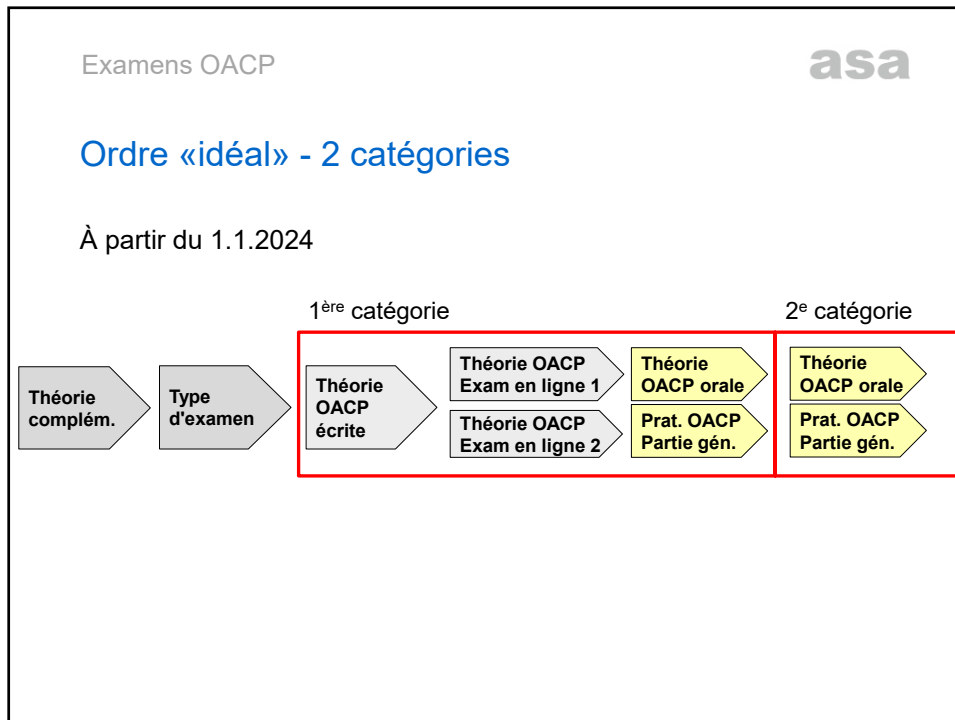 Examens OACP
asa
Ordre «idéal» - 2 catégories
À partir du 1.1.2024
1ère catégorie
2e catégorie
Théorie
complém.
Type
d'examen
Théorie
OACP
écrite
Théorie OACP
Exam en ligne 1
Théorie OACP
Exam en ligne 2
Théorie
OACP orale
Prat. OACP
Partie gén.
Théorie
OACP orale
Prat. OACP
Partie gén.